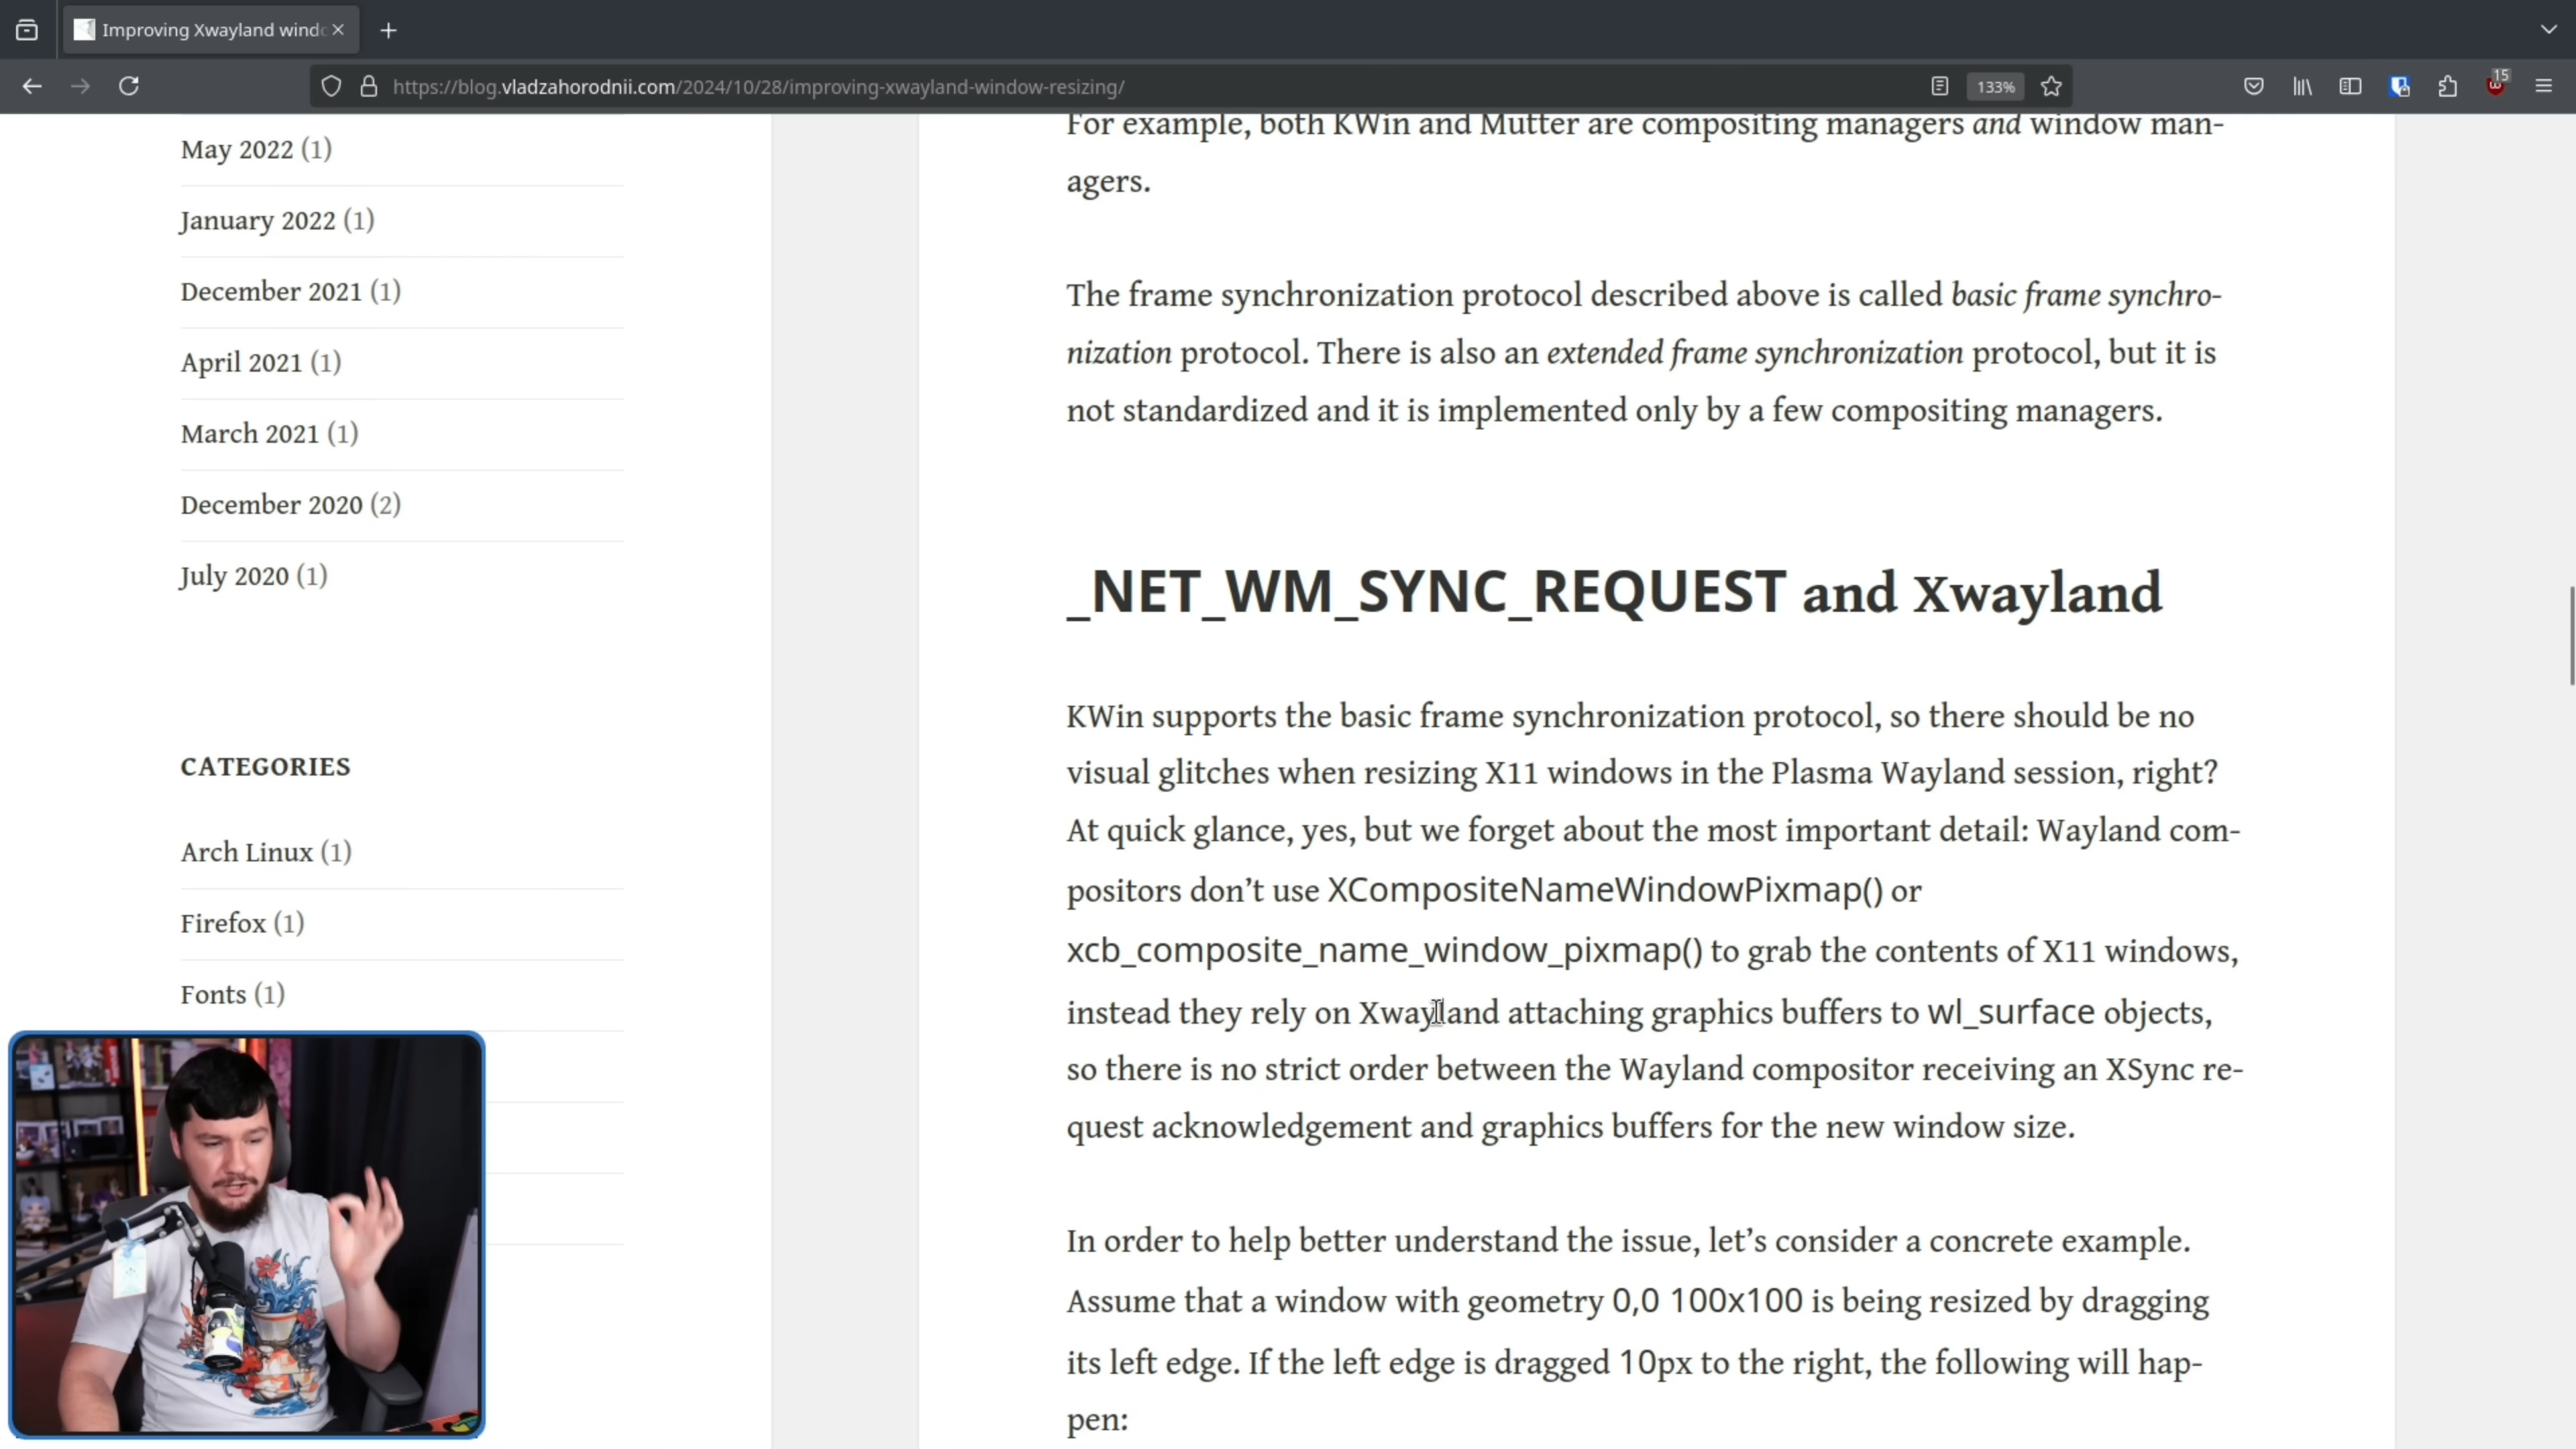 Improving Xwayland wind
https://blog.vladzahorodnii.com/2024/10/28/improving-xwayland-window-resizing/
133%
15
May 2022 (1)
January 2022 (1)
December 2021 (1)
April 2021 (1)
March 2021 (1)
December 2020 (2)
July 2020 (1)
CATEGORIES
Arch Linux (1)
Firefox (1)
Fonts (1)
For example, both KWin and Mutter are compositing managers and window man-
agers.
The frame synchronization protocol described above is called basic frame synchro-
nization protocol. There is also an extended frame synchronization protocol, but it is
not standardized and it is implemented only by a few compositing managers.
_NET_WM_SYNC_REQUEST and Xwayland
KWin supports the basic frame synchronization protocol, so there should be no
visual glitches when resizing X11 windows in the Plasma Wayland session, right?
At quick glance, yes, but we forget about the most important detail: Wayland com-
positors don’t use XCompositeNameWindowPixmap() or
xcb_composite_name_window_pixmap() to grab the contents of X11 windows,
instead they rely on Xwayland attaching graphics buffers to wl_surface objects,
so there is no strict order between the Wayland compositor receiving an XSync re-
quest acknowledgement and graphics buffers for the new window size.
In order to help better understand the issue, let’s consider a concrete example.
Assume that a window with geometry 0,0 100x100 is being resized by dragging
its left edge. If the left edge is dragged 10px to the right, the following will hap-
pen: